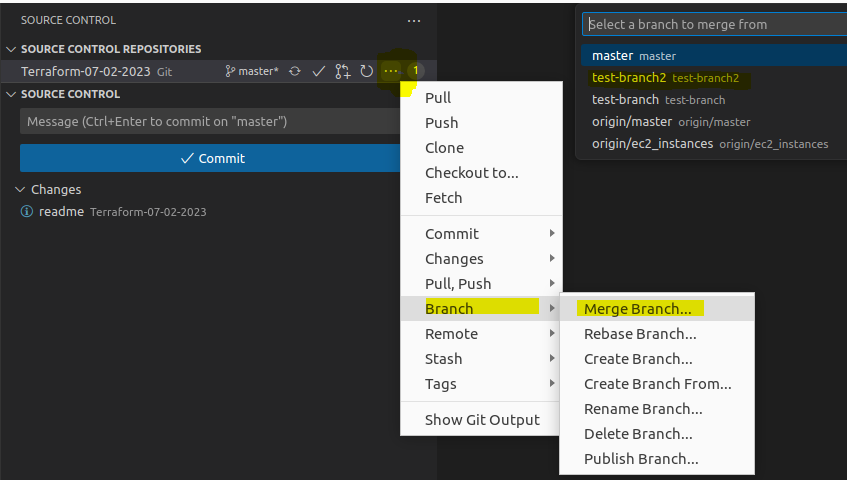 SOURCE CONTROL ...
SOURCE CONTROL REPOSITORIES
Terraform-07-02-2023 Git master* ... 1
SOURCE CONTROL
Message (Ctrl+Enter to commit on "master")
Commit
Changes
readme Terraform-07-02-2023
Pull
Push
Clone
Checkout to...
Fetch
Commit
Changes
Pull, Push
Branch
Remote
Stash
Tags
Show Git Output
Merge Branch...
Rebase Branch...
Create Branch...
Create Branch From...
Rename Branch...
Delete Branch...
Publish Branch...
Select a branch to merge from
master master
test-branch2 test-branch2
test-branch test-branch
origin/master origin/master
origin/ec2_instances origin/ec2_instances